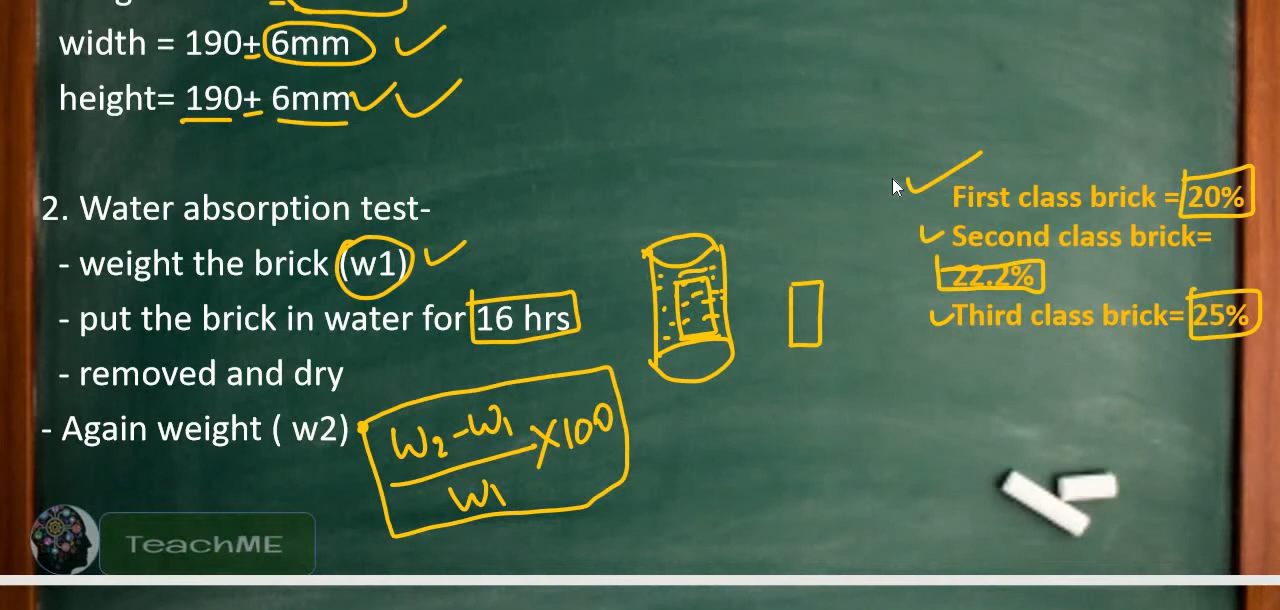 width = 190± 6mm
height= 190± 6mm
2. Water absorption test-
- weight the brick (w1)
- put the brick in water for 16 hrs
- removed and dry
- Again weight ( w2)
W2-W1
X100
W1
First class brick = 20%
Second class brick=
22.2%
Third class brick= 25%
TeachME